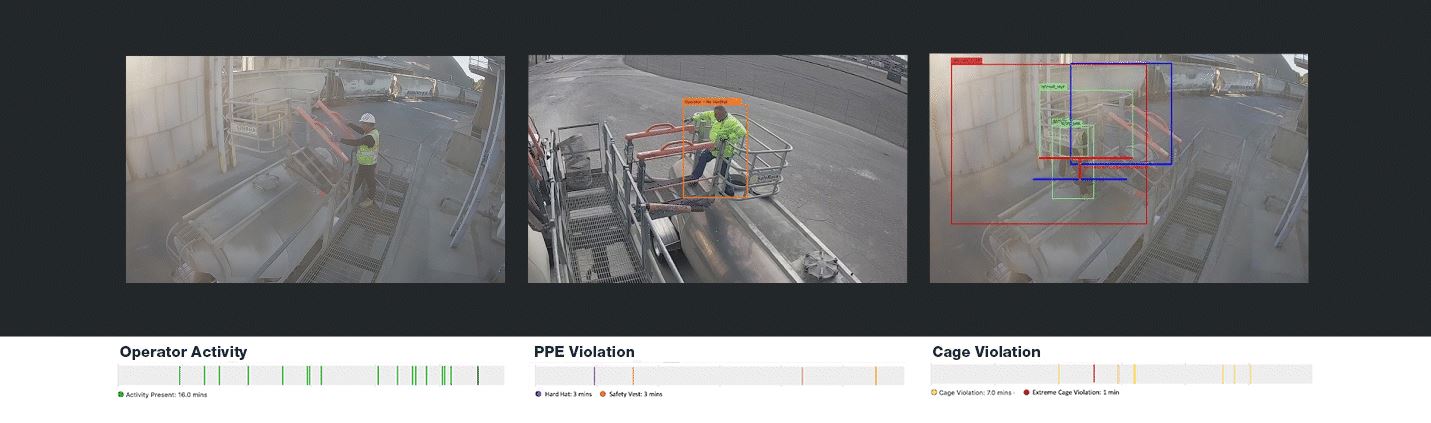 Operator - No HardHat
Operator Activity
PPE Violation
Cage Violation
Activity Present: 16.0 mins
Hard Hat: 3 mins
Safety Vest: 3 mins
Cage Violation: 7.0 mins
Extreme Cage Violation: 1 min